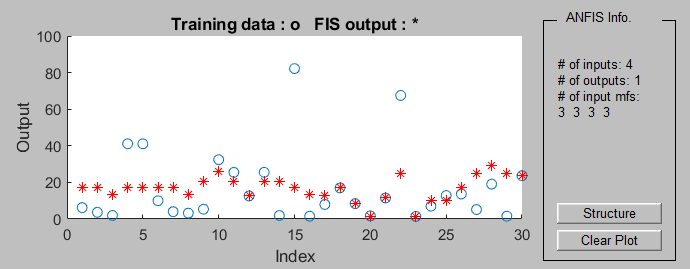 Training data : o   FIS output : *
100
80
60
40
20
0
Output
0 5 10 15 20 25 30
Index
ANFIS Info.
# of inputs: 4
# of outputs: 1
# of input mfs:
3 3 3 3
Structure
Clear Plot